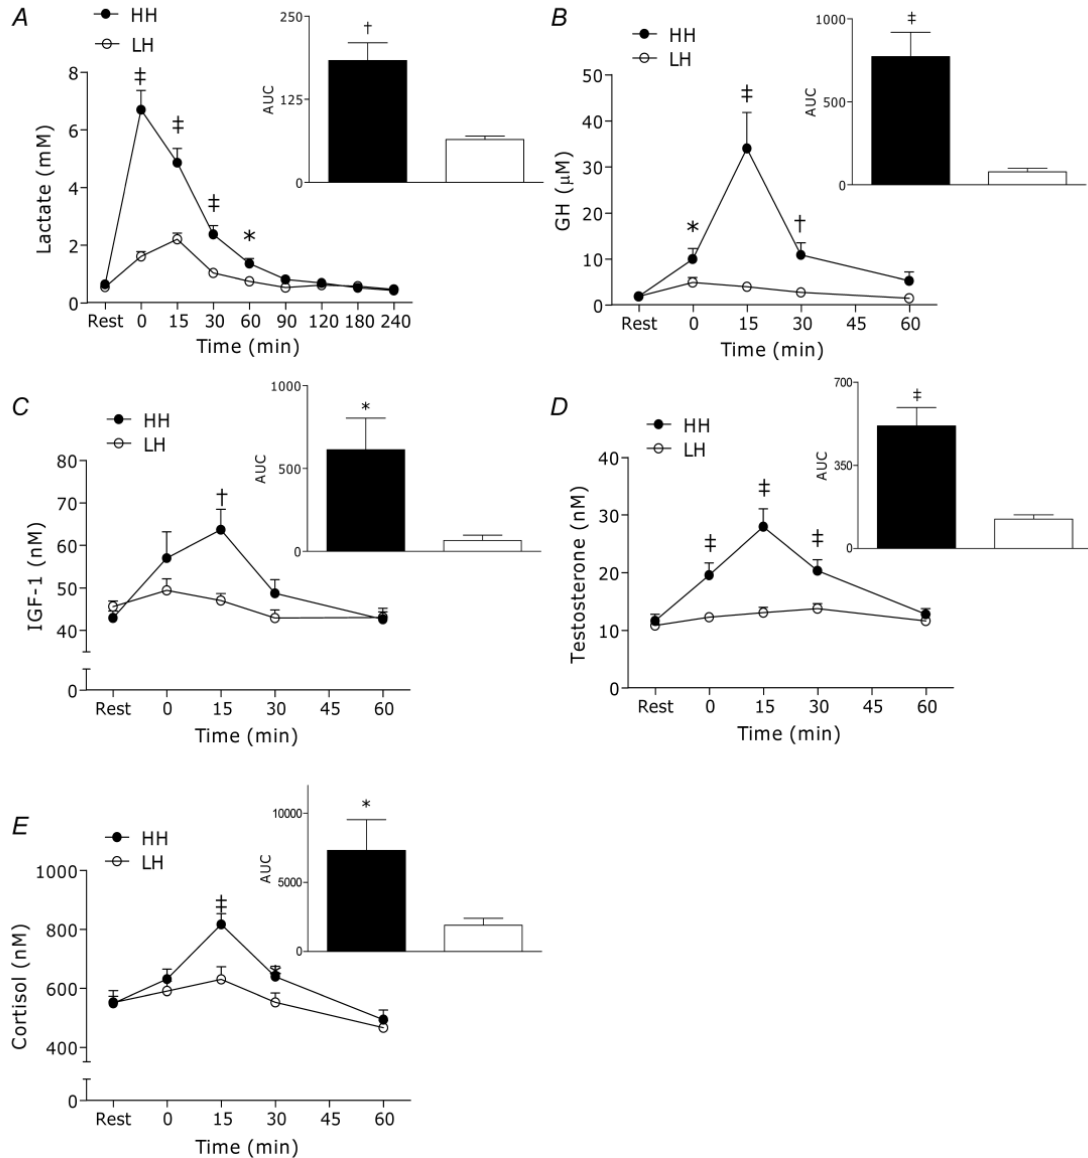 A
HH
LH
250
†
AUC
125
0
8
‡
‡
6
Lactate (mM)
4
‡
*
2
0
Rest 0 15 30 60 90 120 180 240
Time (min)
B
HH
LH
1000
‡
AUC
500
0
50
‡
40
GH (μM)
30
20
*
†
10
0
Rest 0 15 30 45 60
Time (min)
C
HH
LH
1000
*
AUC
500
0
80
70
†
IGF-1 (nM)
60
50
40
0
Rest 0 15 30 45 60
Time (min)
D
HH
LH
700
‡
AUC
350
0
40
‡
Testosterone (nM)
30
‡
‡
20
10
0
Rest 0 15 30 45 60
Time (min)
E
HH
LH
10000
*
AUC
5000
0
1000
‡
800
Cortisol (nM)
*
600
400
0
Rest 0 15 30 45 60
Time (min)